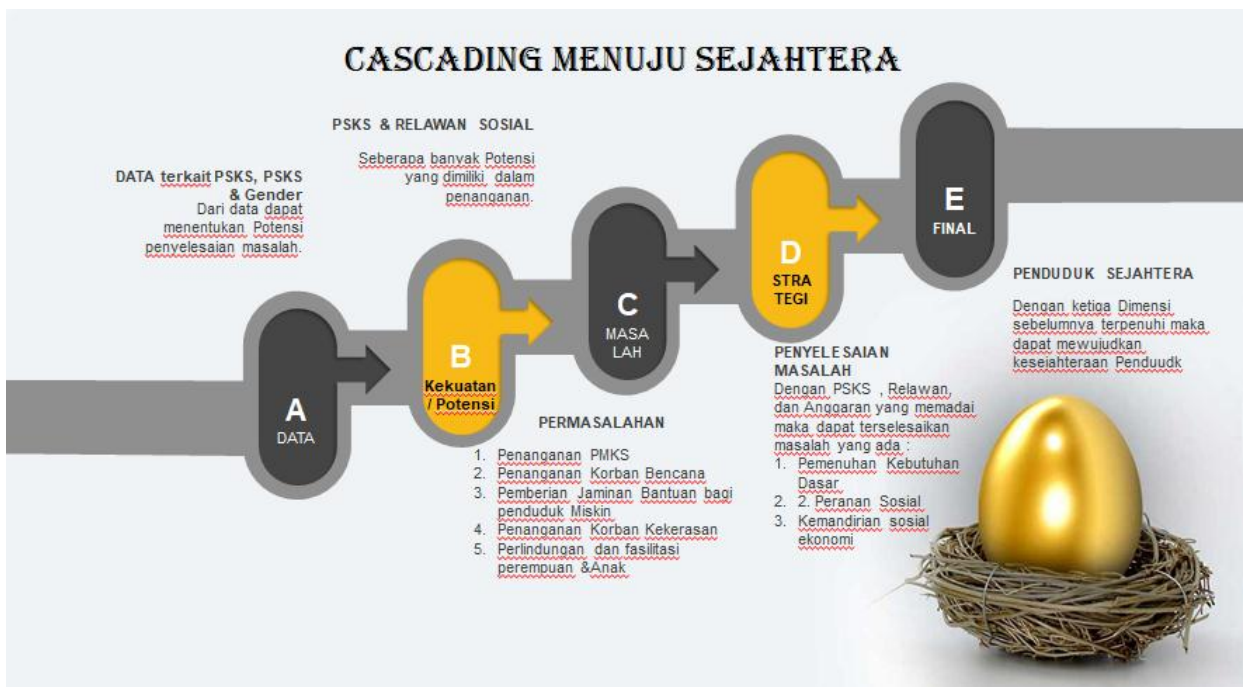 CASCADING MENUJU SEJAHTERA
DATA terkait PSKS, PSKS
& Gender
Dari data dapat
menentukan Potensi
penyelesaian masalah.
A
DATA
PSKS & RELAWAN SOSIAL
Seberapa banyak Potensi
yang dimiliki dalam
penanganan.
B
Kekuatan
/ Potensi
C
MASA
LAH
PERMASALAHAN
1. Penanganan PMKS
2. Penanganan Korban Bencana
3. Pemberian Jaminan Bantuan bagi
penduduk Miskin
4. Penanganan Korban Kekerasan
5. Perlindungan dan fasilitasi
perempuan &Anak
D
STRA
TEGI
PENYELESAIAN
MASALAH
Dengan PSKS , Relawan,
dan Anggaran yang memadai
maka dapat terselesaikan
masalah yang ada :
1. Pemenuhan Kebutuhan
Dasar
2. 2. Peranan Sosial
3. Kemandirian sosial
ekonomi
E
FINAL
PENDUDUK SEJAHTERA
Dengan ketiga Dimensi
sebelumnya terpenuhi maka
dapat mewujudkan
kesejahteraan Penduudk